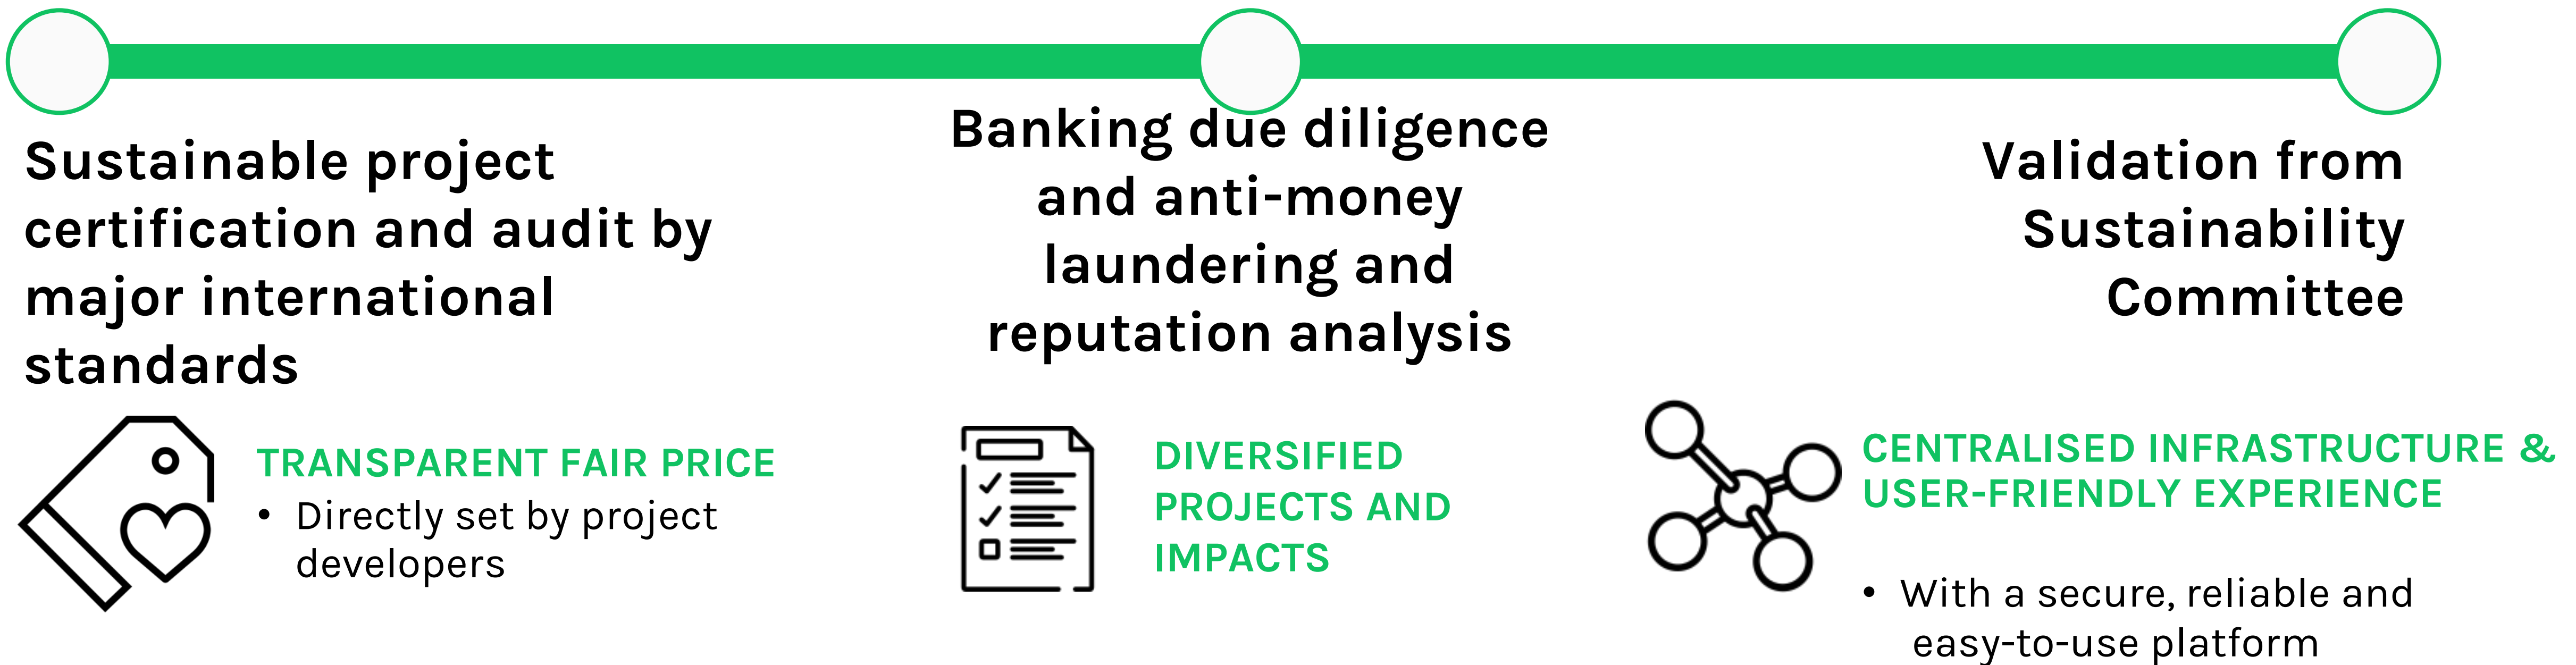 Sustainable project
certification and audit by
major international
standards
Banking due diligence
and anti-money
laundering and
reputation analysis
Validation from
Sustainability
Committee
TRANSPARENT FAIR PRICE
• Directly set by project
developers
DIVERSIFIED
PROJECTS AND
IMPACTS
CENTRALISED INFRASTRUCTURE &
USER-FRIENDLY EXPERIENCE
• With a secure, reliable and
easy-to-use platform